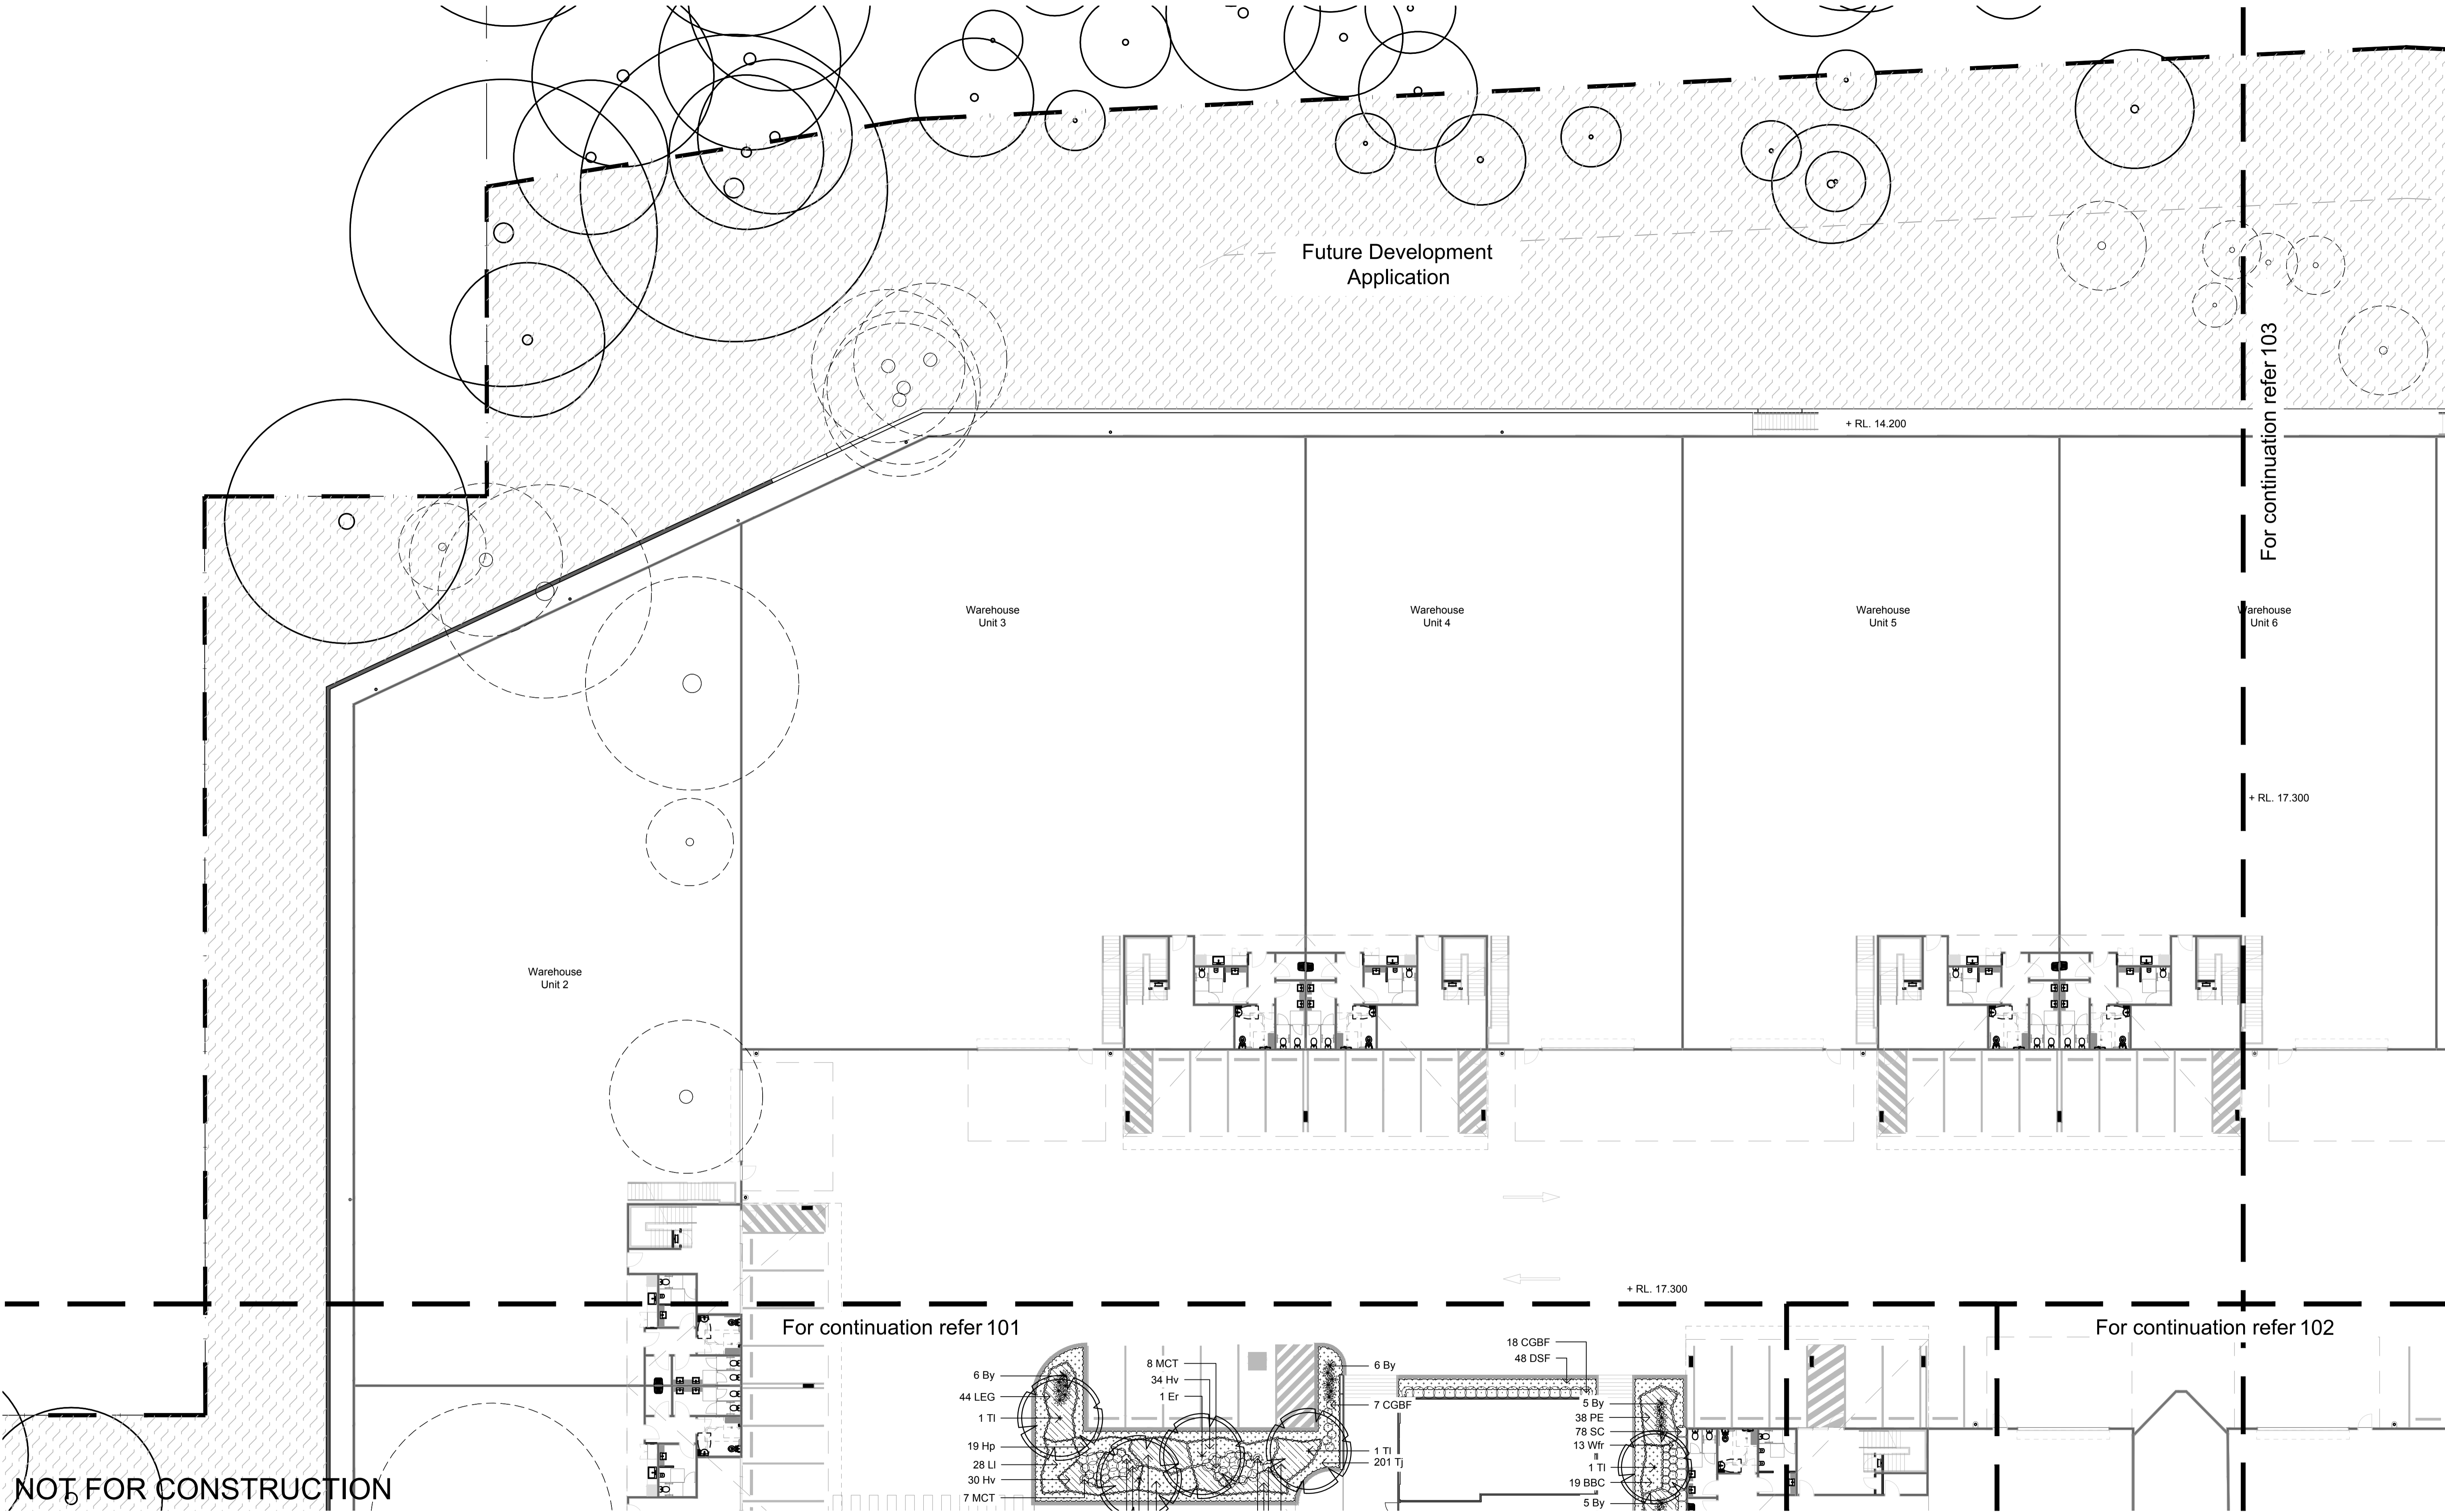 Future Development
Application
For continuation refer 103
+ RL. 14.200
Warehouse
Unit 3
Warehouse
Unit 4
Warehouse
Unit 5
Warehouse
Unit 6
+ RL. 17.300
Warehouse
Unit 2
+ RL. 17.300
For continuation refer 101
For continuation refer 102
6 By
44 LEG
1 Tl
19 Hp
28 Ll
30 Hv
7 MCT
8 MCT
34 Hv
1 Er
6 By
7 CGBF
1 Tl
201 Tj
18 CGBF
48 DSF
5 By
38 PE
78 SC
13 Wfr
1 Tl
19 BBC
5 By
NOT FOR CONSTRUCTION